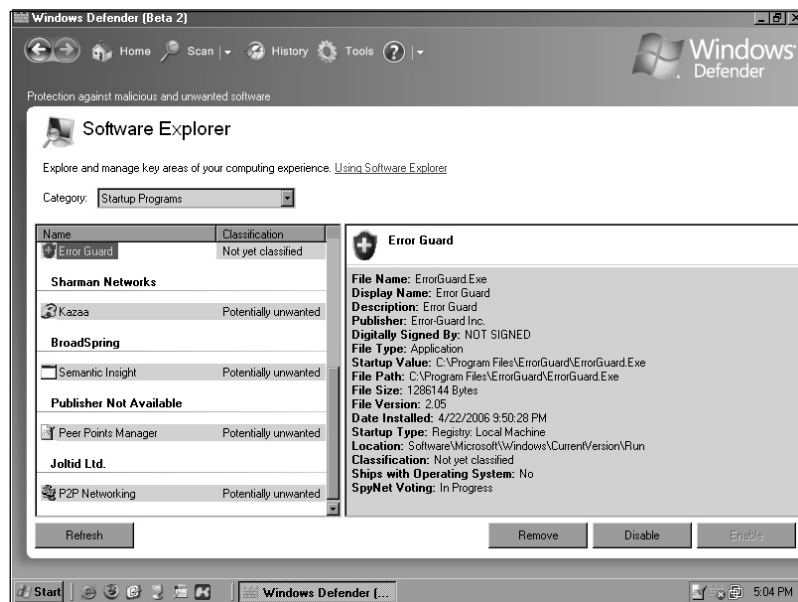 Windows Defender (Beta 2)
Home Scan History Tools
Windows
Defender
Protection against malicious and unwanted software
Software Explorer
Explore and manage key areas of your computing experience. Using Software Explorer
Category: Startup Programs
Name Classification
Error Guard Not yet classified
Sharman Networks
Kazaa Potentially unwanted
BroadSpring
Semantic Insight Potentially unwanted
Publisher Not Available
Peer Points Manager Potentially unwanted
Joltid Ltd.
P2P Networking Potentially unwanted
Error Guard
File Name: ErrorGuard.Exe
Display Name: Error Guard
Description: Error Guard
Publisher: Error-Guard Inc.
Digitally Signed By: NOT SIGNED
File Type: Application
Startup Value: C:\Program Files\ErrorGuard\ErrorGuard.Exe
File Path: C:\Program Files\ErrorGuard\ErrorGuard.Exe
File Size: 1286144 Bytes
File Version: 2.05
Date Installed: 4/22/2006 9:50:28 PM
Startup Type: Registry: Local Machine
Location: Software\Microsoft\Windows\CurrentVersion\Run
Classification: Not yet classified
Ships with Operating System: No
SpyNet Voting: In Progress
Refresh Remove Disable Enable
Start Windows Defender (... 5:04 PM